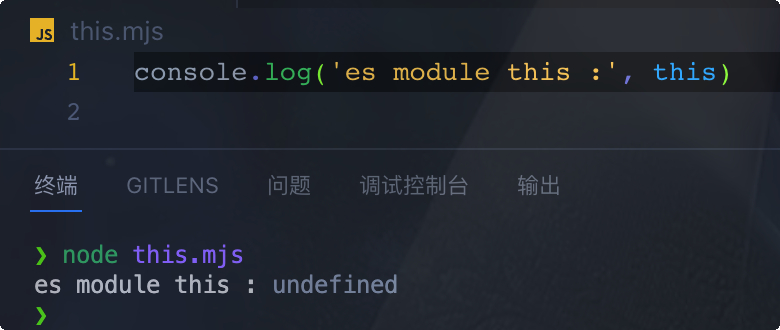 JS this.mjs
1 console.log('es module this :', this)
2
终端 GITLENS 问题 调试控制台 输出
❯ node this.mjs
es module this : undefined
❯